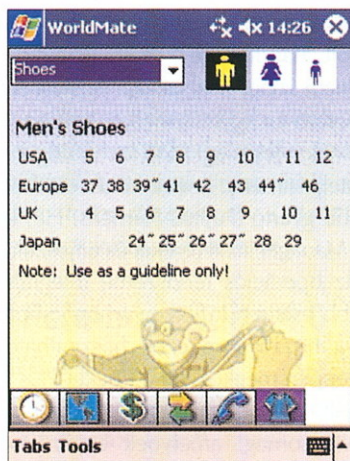 WorldMate 14:26
Shoes
Men's Shoes
USA 5 6 7 8 9 10 11 12
Europe 37 38 39" 41 42 43 44" 46
UK 4 5 6 7 8 9 10 11
Japan 24" 25" 26" 27" 28 29
Note: Use as a guideline only!
Tabs Tools